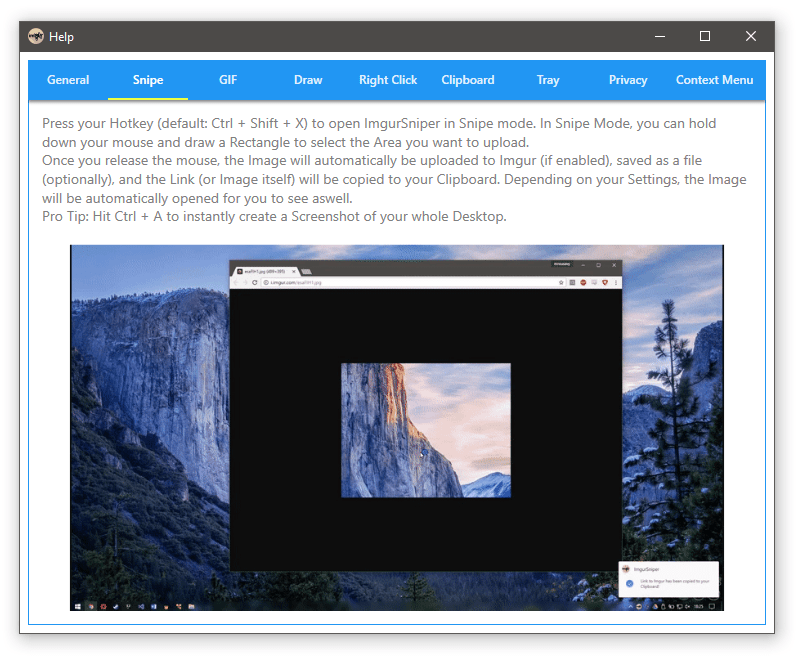 Help
General
Snipe
GIF
Draw
Right Click
Clipboard
Tray
Privacy
Context Menu
Press your Hotkey (default: Ctrl + Shift + X) to open ImgurSniper in Snipe mode. In Snipe Mode, you can hold
down your mouse and draw a Rectangle to select the Area you want to upload.
Once you release the mouse, the Image will automatically be uploaded to Imgur (if enabled), saved as a file
(optionally), and the Link (or Image itself) will be copied to your Clipboard. Depending on your Settings, the Image
will be automatically opened for you to see aswell.
Pro Tip: Hit Ctrl + A to instantly create a Screenshot of your whole Desktop.
ImgurSniper
Link to Imgur has been copied to your
Clipboard!